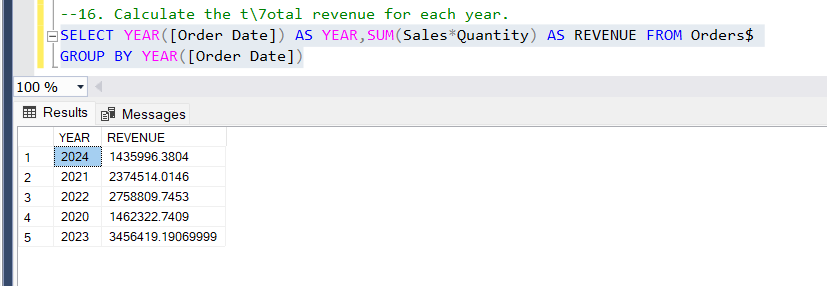 --16. Calculate the t\7otal revenue for each year.
SELECT YEAR([Order Date]) AS YEAR,SUM(Sales*Quantity) AS REVENUE FROM Orders$
GROUP BY YEAR([Order Date])
100 %
Results Messages
YEAR REVENUE
1 2024 1435996.3804
2 2021 2374514.0146
3 2022 2758809.7453
4 2020 1462322.7409
5 2023 3456419.19069999